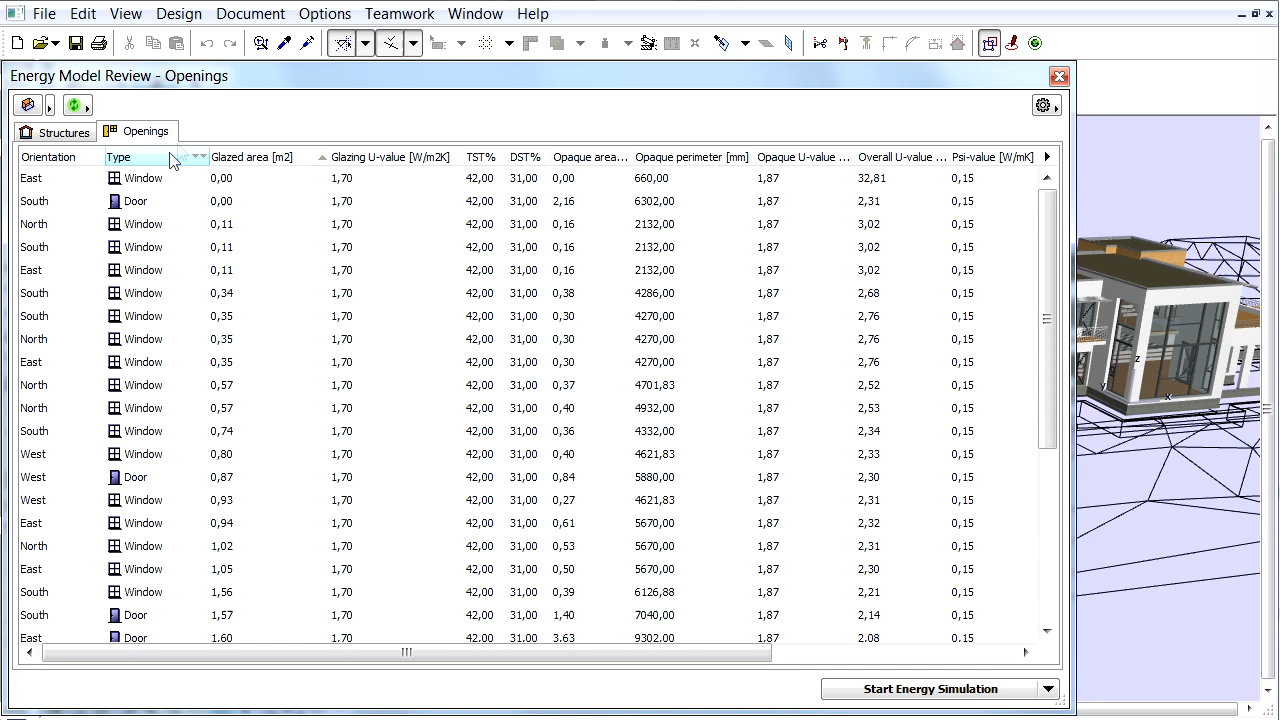 File Edit View Design Document Options Teamwork Window Help
Energy Model Review - Openings
Structures Openings
Orientation Type Glazed area [m2] Glazing U-value [W/m2K] TST% DST% Opaque area... Opaque perimeter [mm] Opaque U-value ... Overall U-value ... Psi-value [W/mK]
East Window 0,00 1,70 42,00 31,00 0,00 660,00 1,87 32,81 0,15
South Door 0,00 1,70 42,00 31,00 2,16 6302,00 1,87 2,31 0,15
North Window 0,11 1,70 42,00 31,00 0,16 2132,00 1,87 3,02 0,15
South Window 0,11 1,70 42,00 31,00 0,16 2132,00 1,87 3,02 0,15
East Window 0,11 1,70 42,00 31,00 0,16 2132,00 1,87 3,02 0,15
South Window 0,34 1,70 42,00 31,00 0,38 4286,00 1,87 2,68 0,15
South Window 0,35 1,70 42,00 31,00 0,30 4270,00 1,87 2,76 0,15
North Window 0,35 1,70 42,00 31,00 0,30 4270,00 1,87 2,76 0,15
East Window 0,35 1,70 42,00 31,00 0,30 4270,00 1,87 2,76 0,15
North Window 0,57 1,70 42,00 31,00 0,37 4701,83 1,87 2,52 0,15
North Window 0,57 1,70 42,00 31,00 0,40 4932,00 1,87 2,53 0,15
South Window 0,74 1,70 42,00 31,00 0,36 4332,00 1,87 2,34 0,15
West Window 0,80 1,70 42,00 31,00 0,40 4621,83 1,87 2,33 0,15
West Door 0,87 1,70 42,00 31,00 0,84 5880,00 1,87 2,30 0,15
West Window 0,93 1,70 42,00 31,00 0,27 4621,83 1,87 2,31 0,15
East Window 0,94 1,70 42,00 31,00 0,61 5670,00 1,87 2,32 0,15
North Window 1,02 1,70 42,00 31,00 0,53 5670,00 1,87 2,31 0,15
East Window 1,05 1,70 42,00 31,00 0,50 5670,00 1,87 2,30 0,15
South Window 1,56 1,70 42,00 31,00 0,39 6126,88 1,87 2,21 0,15
South Door 1,57 1,70 42,00 31,00 1,40 7040,00 1,87 2,14 0,15
East Door 1,60 1,70 42,00 31,00 3,63 9302,00 1,87 2,08 0,15
Start Energy Simulation
z
y
x